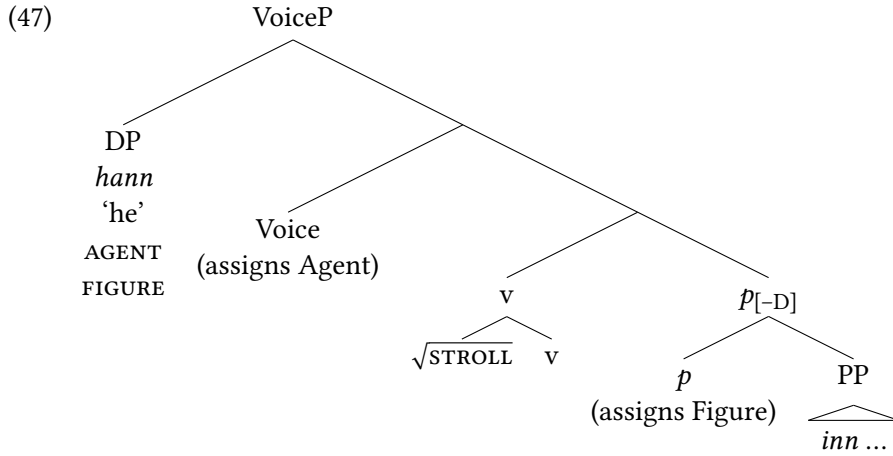 (47) VoiceP
DP
hann
‘he’
AGENT
FIGURE
Voice
(assigns Agent)
v
√STROLL v
p[–D]
p
(assigns Figure)
PP
inn ...